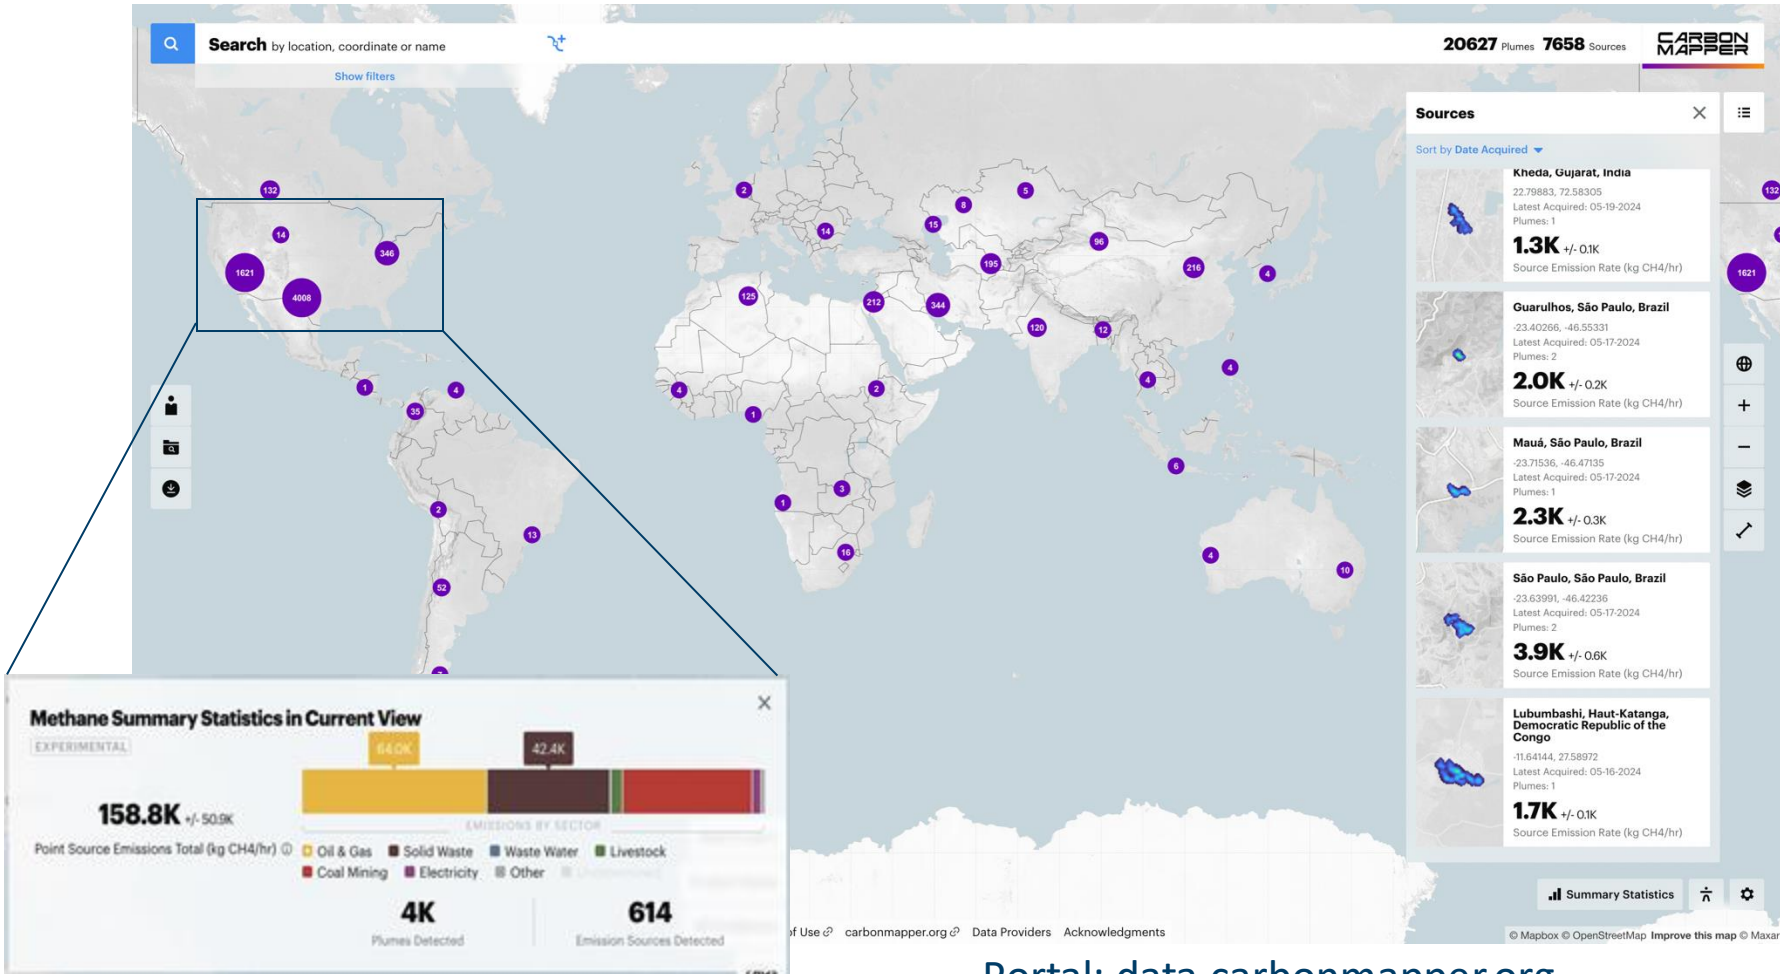 Search by location, coordinate or name
Show filters
20627 Plumes 7658 Sources
CARBON
MAPPER
Sources
Sort by Date Acquired
Kheda, Gujarat, India
22.79883, 72.58305
Latest Acquired: 05-19-2024
Plumes: 1
1.3K +/- 0.1K
Source Emission Rate (kg CH4/hr)
Guarulhos, São Paulo, Brazil
-23.40266, -46.55331
Latest Acquired: 05-17-2024
Plumes: 2
2.0K +/- 0.2K
Source Emission Rate (kg CH4/hr)
Mauá, São Paulo, Brazil
-23.71536, -46.47135
Latest Acquired: 05-17-2024
Plumes: 1
2.3K +/- 0.3K
Source Emission Rate (kg CH4/hr)
São Paulo, São Paulo, Brazil
-23.63991, -46.42236
Latest Acquired: 05-17-2024
Plumes: 2
3.9K +/- 0.6K
Source Emission Rate (kg CH4/hr)
Lubumbashi, Haut-Katanga,
Democratic Republic of the
Congo
-11.64144, 27.58972
Latest Acquired: 05-16-2024
Plumes: 1
1.7K +/- 0.1K
Source Emission Rate (kg CH4/hr)
132
14
346
1621
4008
2
14
5
8
15
96
195
216
4
125
212
344
120
12
4
4
1
4
35
4
2
1
6
2
3
1
13
16
52
4
10
132
1621
Methane Summary Statistics in Current View
EXPERIMENTAL
64.0K
42.4K
158.8K +/- 50.9K
Point Source Emissions Total (kg CH4/hr)
EMISSIONS BY SECTOR
Oil & Gas Solid Waste Waste Water Livestock
Coal Mining Electricity Other
4K
Plumes Detected
614
Emission Sources Detected
Summary Statistics
of Use carbonmapper.org Data Providers Acknowledgments
© Mapbox © OpenStreetMap Improve this map © Maxar
Portal: data.carbonmapper.org